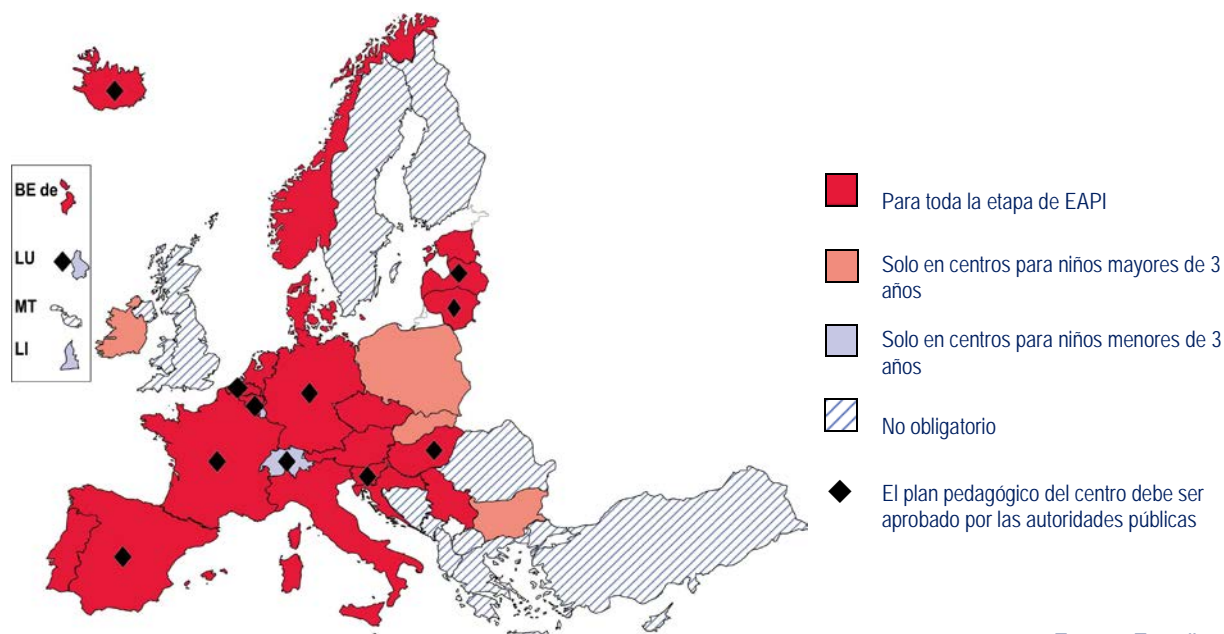 BE de
LU
MT
LI
Para toda la etapa de EAPI
Solo en centros para niños mayores de 3
años
Solo en centros para niños menores de 3
años
No obligatorio
El plan pedagógico del centro debe ser
aprobado por las autoridades públicas